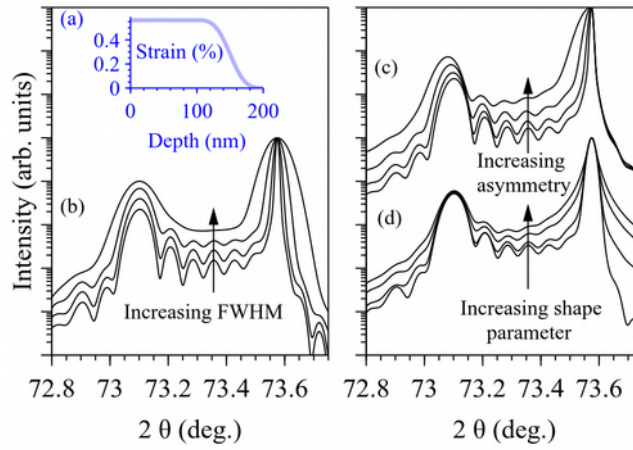 (a)
0.4
0.2
0
Strain (%)
0 100 200
Depth (nm)
(b)
Increasing FWHM
Intensity (arb. units)
72.8 73 73.2 73.4 73.6
2 θ (deg.)
(c)
Increasing
asymmetry
(d)
Increasing shape
parameter
72.8 73 73.2 73.4 73.6
2 θ (deg.)